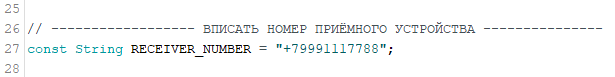 25
26 // ------------------ ВПИСАТЬ НОМЕР ПРИЁМНОГО УСТРОЙСТВА ---------------
27 const String RECEIVER_NUMBER = "+79991117788";
28